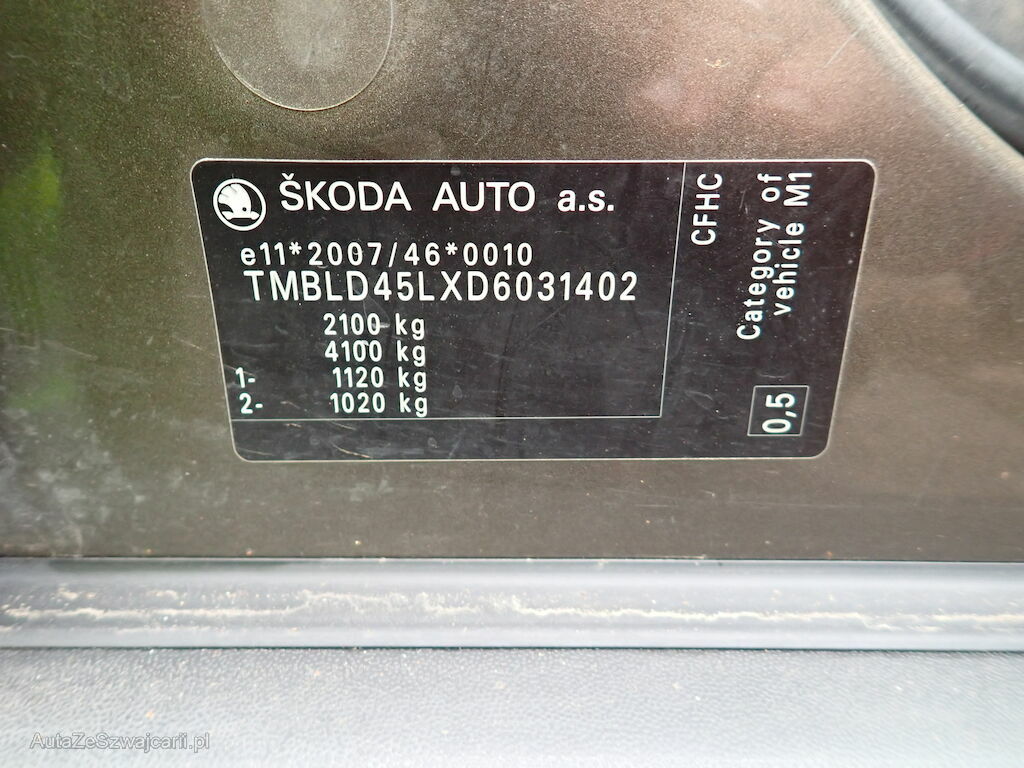 ŠKODA AUTO a.s.
e11*2007/46*0010
TMBLD45LXD6031402
2100 kg
4100 kg
1- 1120 kg
2- 1020 kg
CFHC
Category of
vehicle M1
0,5
AutaZeSzwajcarii.pl